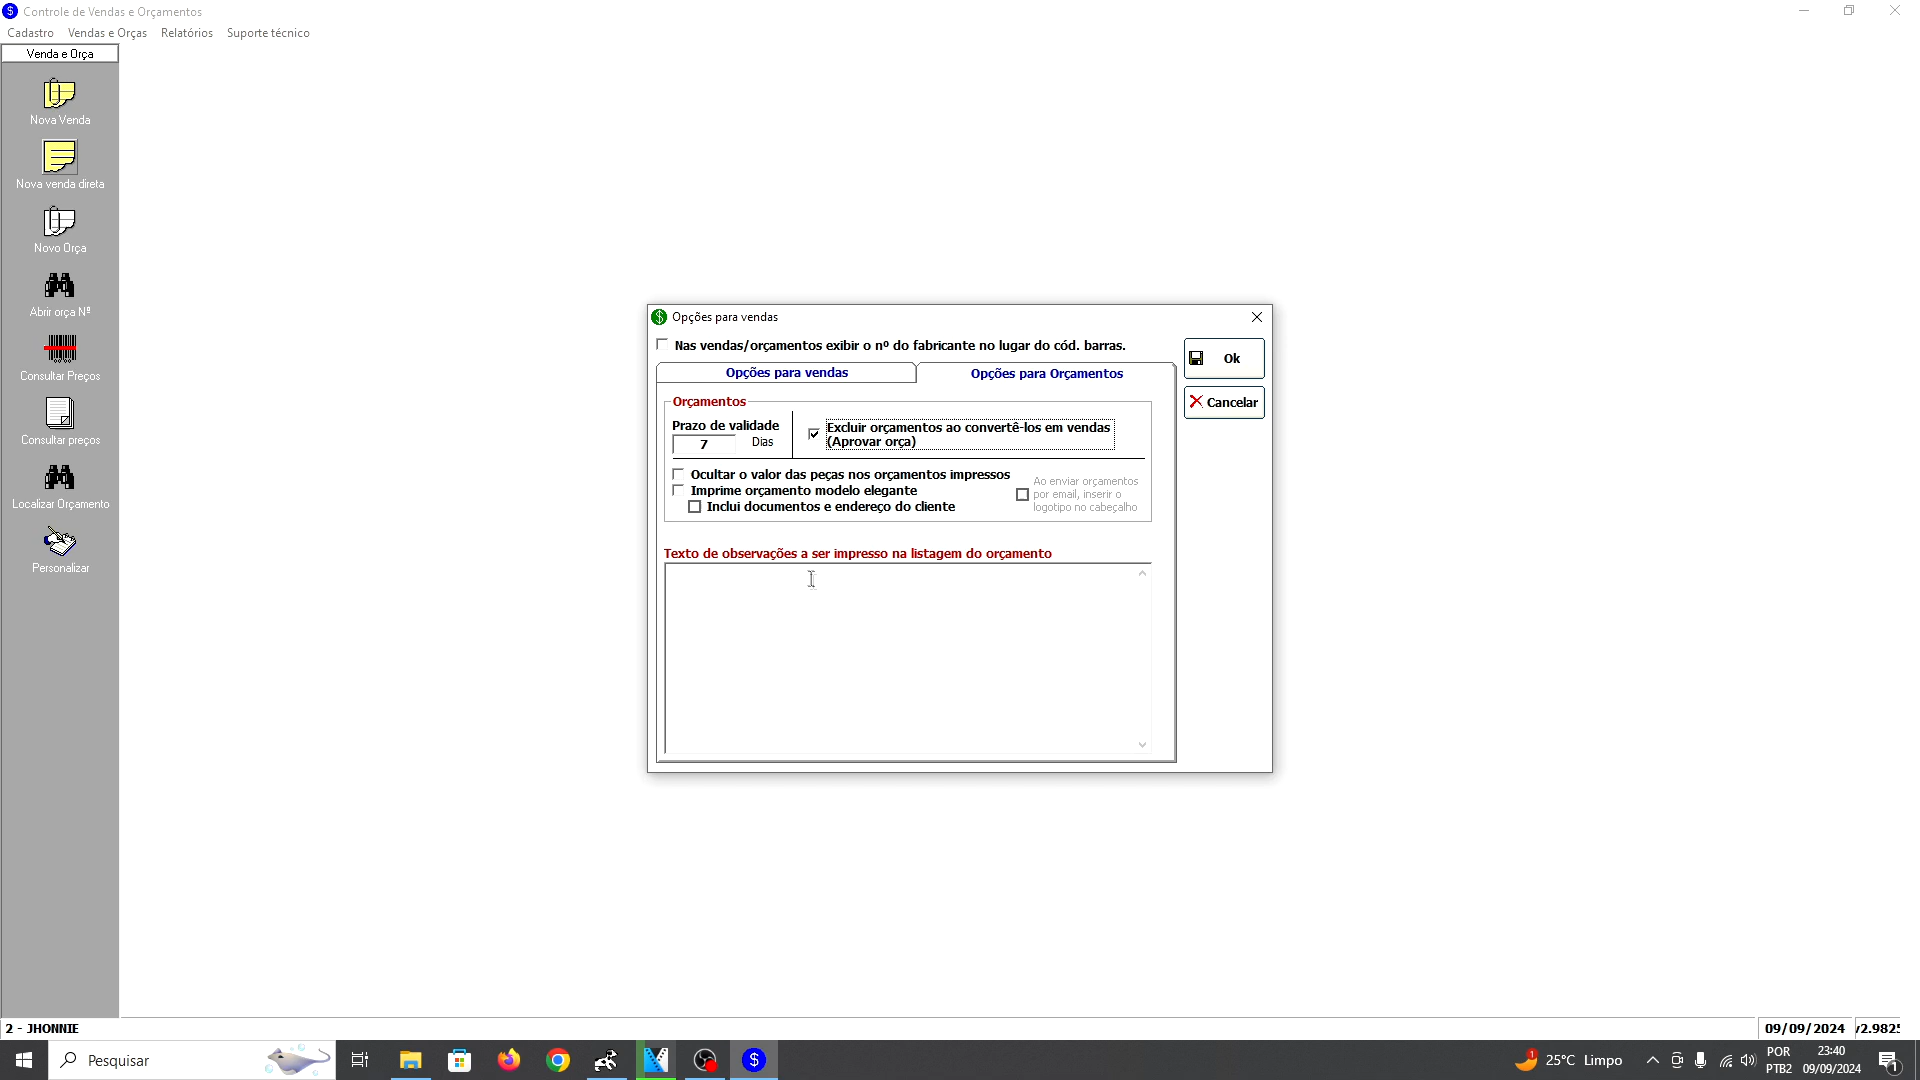 Controle de Vendas e Orçamentos
Cadastro Vendas e Orças Relatórios Suporte técnico
Venda e Orça
Nova Venda
Nova venda direta
Novo Orça
Abrir orça Nº
Consultar Preços
Consultar preços
Localizar Orçamento
Personalizar
Opções para vendas
Nas vendas/orçamentos exibir o nº do fabricante no lugar do cód. barras.
Ok
Cancelar
Opções para vendas
Opções para Orçamentos
Orçamentos
Prazo de validade
7 Dias
Excluir orçamentos ao convertê-los em vendas
(Aprovar orça)
Ocultar o valor das peças nos orçamentos impressos
Imprime orçamento modelo elegante
Inclui documentos e endereço do cliente
Ao enviar orçamentos
por email, inserir o
logotipo no cabeçalho
Texto de observações a ser impresso na listagem do orçamento
2 - JHONNIE
09/09/2024
Pesquisar
1
25°C Limpo
POR
PTB2
23:40
09/09/2024
1